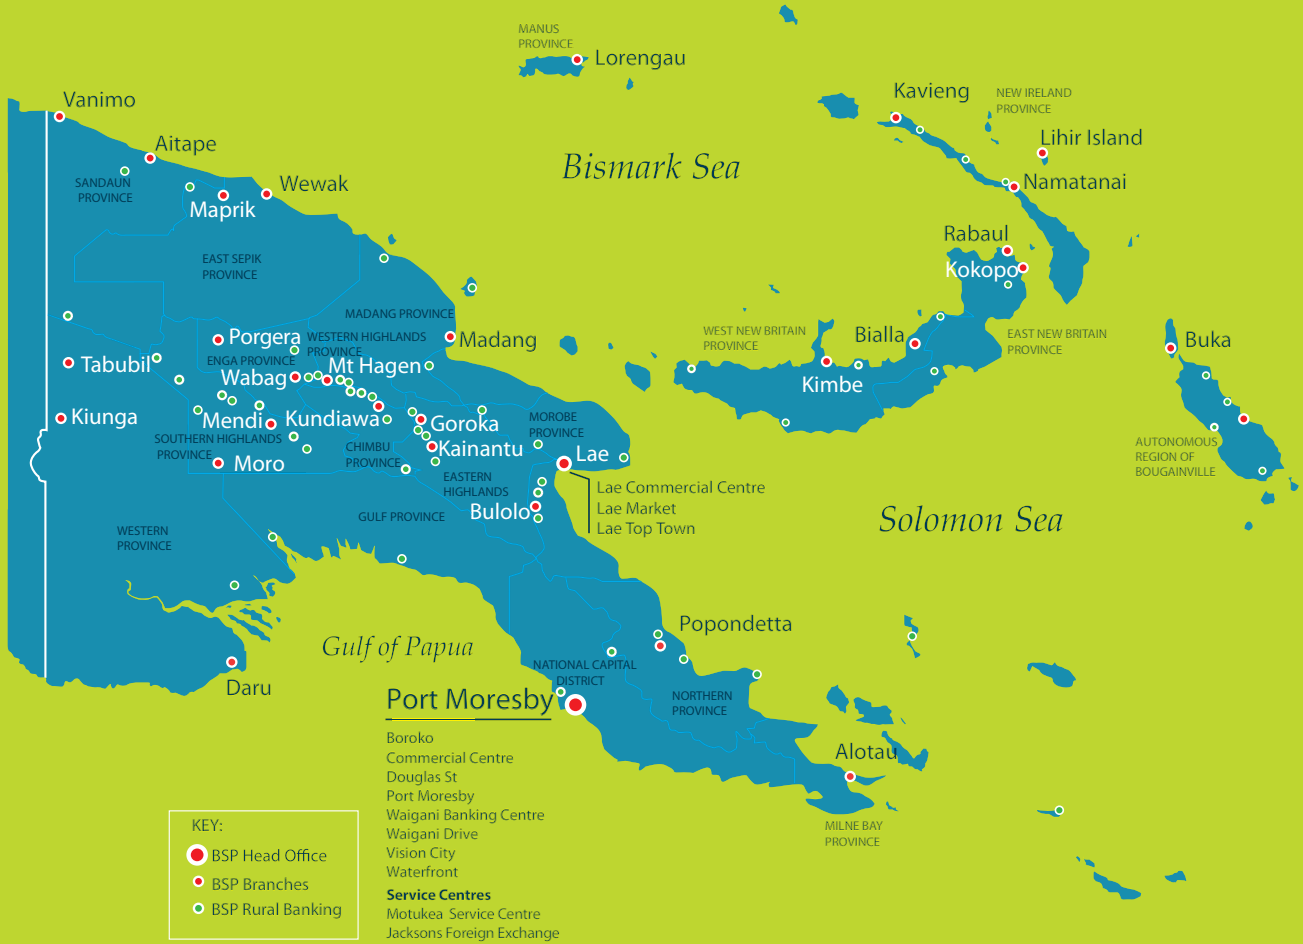 MANUS
PROVINCE
Lorengau
Vanimo
Kavieng
NEW IRELAND
PROVINCE
Aitape
Lihir Island
Bismark Sea
SANDAUN
PROVINCE
Wewak
Maprik
Namatanai
Rabaul
Kokopo
EAST SEPIK
PROVINCE
MADANG PROVINCE
Porgera
WESTERN HIGHLANDS
PROVINCE
Madang
WEST NEW BRITAIN
PROVINCE
Bialla
EAST NEW BRITAIN
PROVINCE
Buka
Tabubil
ENGA PROVINCE
Mt Hagen
Wabag
Kimbe
Kiunga
Mendi
Kundiawa
Goroka
MOROBE
PROVINCE
SOUTHERN HIGHLANDS
PROVINCE
CHIMBU
PROVINCE
Kainantu
Lae
AUTONOMOUS
REGION OF
BOUGAINVILLE
Moro
EASTERN
HIGHLANDS
Lae Commercial Centre
Lae Market
Lae Top Town
Bulolo
GULF PROVINCE
Solomon Sea
WESTERN
PROVINCE
Popondetta
Gulf of Papua
NATIONAL CAPITAL
DISTRICT
Daru
NORTHERN
PROVINCE
Port Moresby
Boroko
Commercial Centre
Douglas St
Port Moresby
Waigani Banking Centre
Waigani Drive
Vision City
Waterfront
Service Centres
Motukea Service Centre
Jacksons Foreign Exchange
Alotau
MILNE BAY
PROVINCE
KEY:
BSP Head Office
BSP Branches
BSP Rural Banking